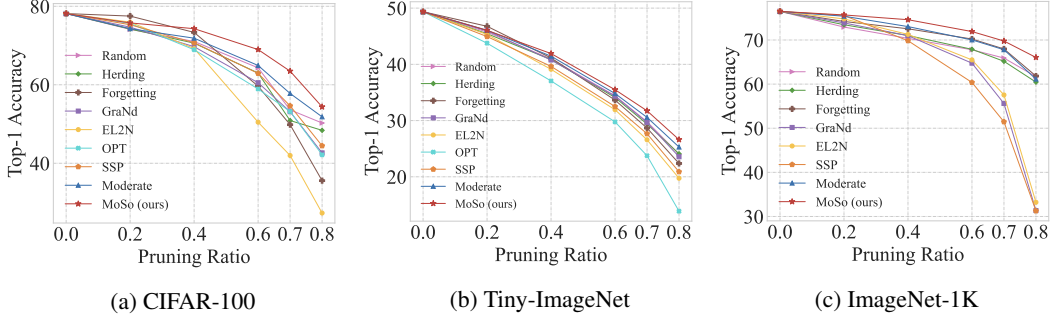 80
60
40
Top-1 Accuracy
Random
Herding
Forgetting
GraNd
EL2N
OPT
SSP
Moderate
MoSo (ours)
0.0 0.2 0.4 0.6 0.7 0.8
Pruning Ratio
(a) CIFAR-100
50
40
30
20
Top-1 Accuracy
Random
Herding
Forgetting
GraNd
EL2N
OPT
SSP
Moderate
MoSo (ours)
0.0 0.2 0.4 0.6 0.7 0.8
Pruning Ratio
(b) Tiny-ImageNet
80
70
60
50
40
30
Top-1 Accuracy
Random
Herding
Forgetting
GraNd
EL2N
SSP
Moderate
MoSo (ours)
0.0 0.2 0.4 0.6 0.7 0.8
Pruning Ratio
(c) ImageNet-1K